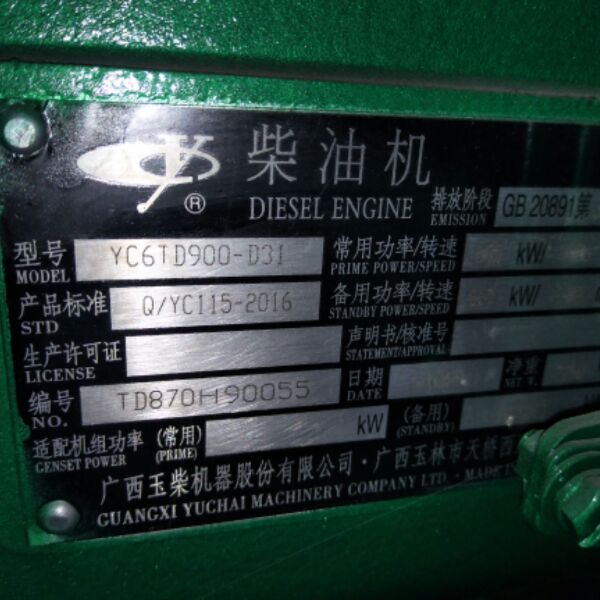 柴油机
DIESEL ENGINE
排放阶段 GB 20891第
EMISSION
型号 YC6TD900-D31
MODEL
常用功率/转速 kW/
PRIME POWER/SPEED
产品标准 Q/YC115-2016
STD
备用功率/转速 kW/
STANDBY POWER/SPEED
生产许可证
LICENSE
声明书/核准号
STATEMENT/APPROVAL
编号 TD870H90055
NO.
日期
DATE
净重
NET W.
适配机组功率 (常用) kW (备用)
GENSET POWER (PRIME) (STANDBY)
广西玉柴机器股份有限公司·广西玉林市天桥西
GUANGXI YUCHAI MACHINERY COMPANY LTD. · MADE